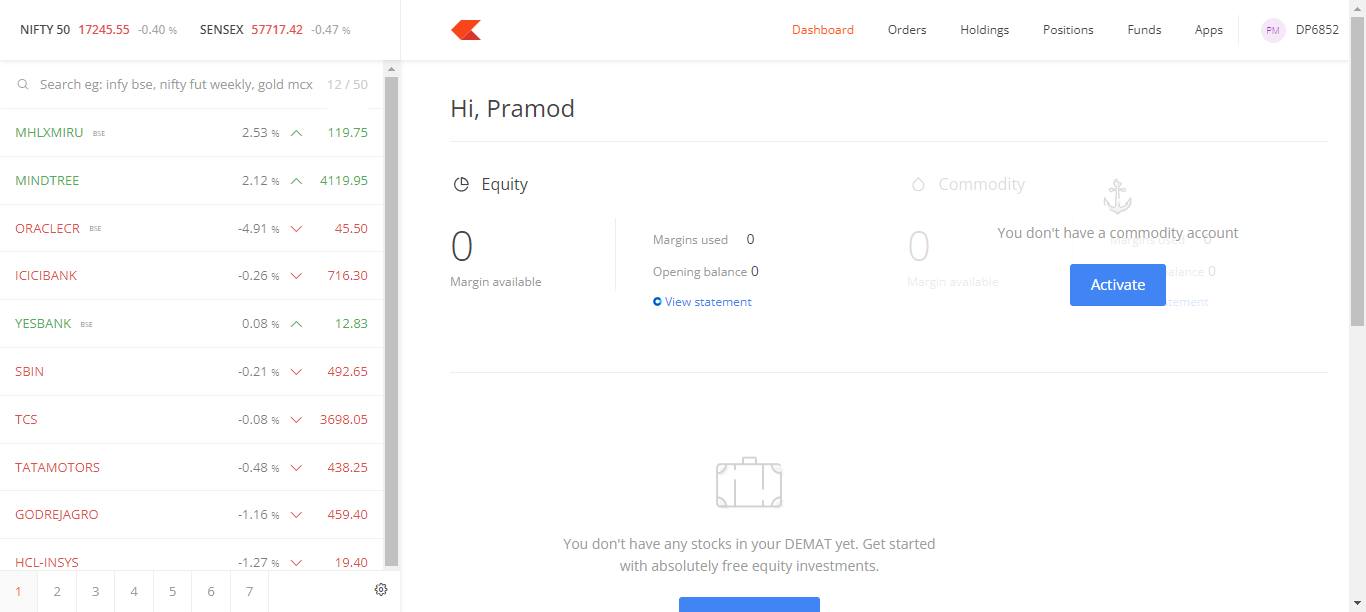 NIFTY 50 17245.55 -0.40 % SENSEX 57717.42 -0.47 %
Dashboard Orders Holdings Positions Funds Apps PM DP6852
Search eg: infy bse, nifty fut weekly, gold mcx 12 / 50
MHLXMIRU BSE 2.53 % 119.75
MINDTREE 2.12 % 4119.95
ORACLECR BSE -4.91 % 45.50
ICICIBANK -0.26 % 716.30
YESBANK BSE 0.08 % 12.83
SBIN -0.21 % 492.65
TCS -0.08 % 3698.05
TATAMOTORS -0.48 % 438.25
GODREJAGRO -1.16 % 459.40
HCL-INSYS -1.27 % 19.40
1 2 3 4 5 6 7
Hi, Pramod
Equity
0
Margin available
Margins used 0
Opening balance 0
View statement
Commodity
0
Margin available
Margins used 0
alance 0
tement
You don't have a commodity account
Activate
You don't have any stocks in your DEMAT yet. Get started
with absolutely free equity investments.